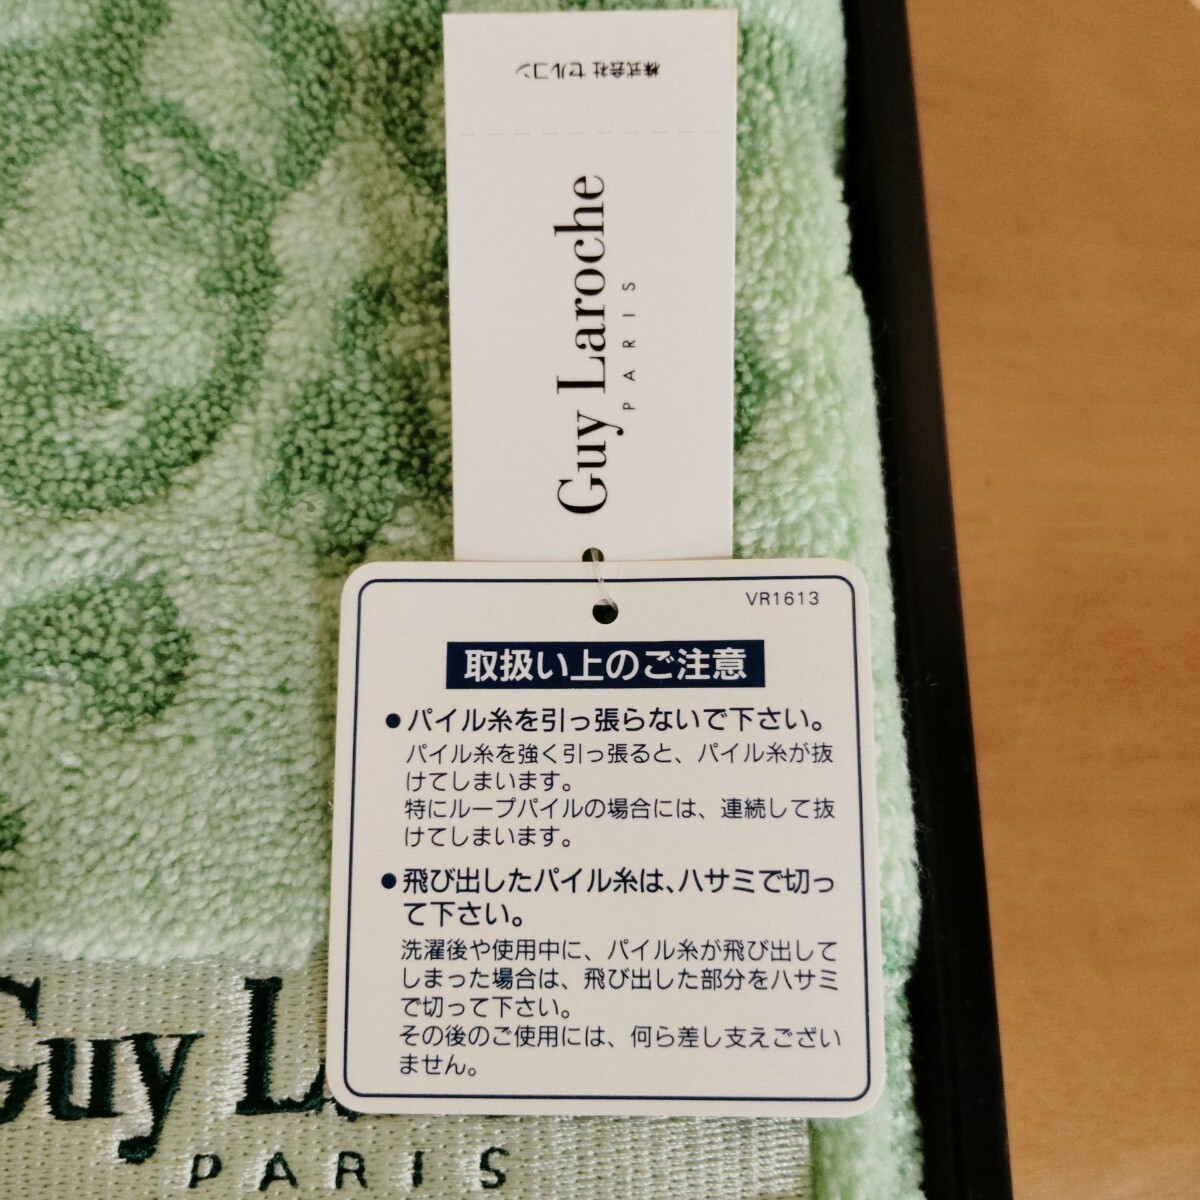 株式会社 セルコン
Guy Laroche
PARIS
VR1613
取扱い上のご注意
●パイル糸を引っ張らないで下さい。
パイル糸を強く引っ張ると、パイル糸が抜
けてしまいます。
特にループパイルの場合には、連続して抜
けてしまいます。
●飛び出したパイル糸は、ハサミで切っ
て下さい。
洗濯後や使用中に、パイル糸が飛び出して
しまった場合は、飛び出した部分をハサミ
で切って下さい。
その後のご使用には、何ら差し支えござい
ません。
Guy La
PARIS